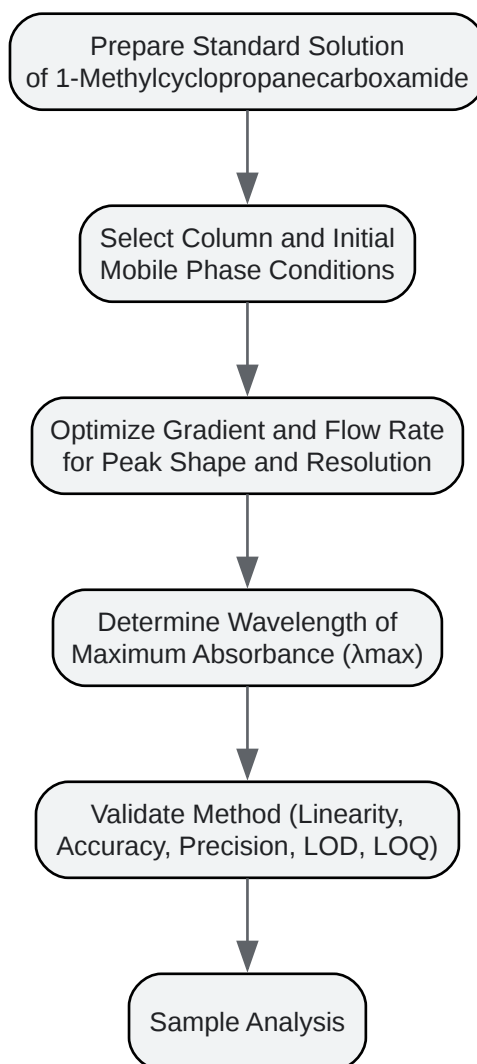 Prepare Standard Solution
of 1-Methylcyclopropanecarboxamide
Select Column and Initial
Mobile Phase Conditions
Optimize Gradient and Flow Rate
for Peak Shape and Resolution
Determine Wavelength of
Maximum Absorbance (λmax)
Validate Method (Linearity,
Accuracy, Precision, LOD, LOQ)
Sample Analysis